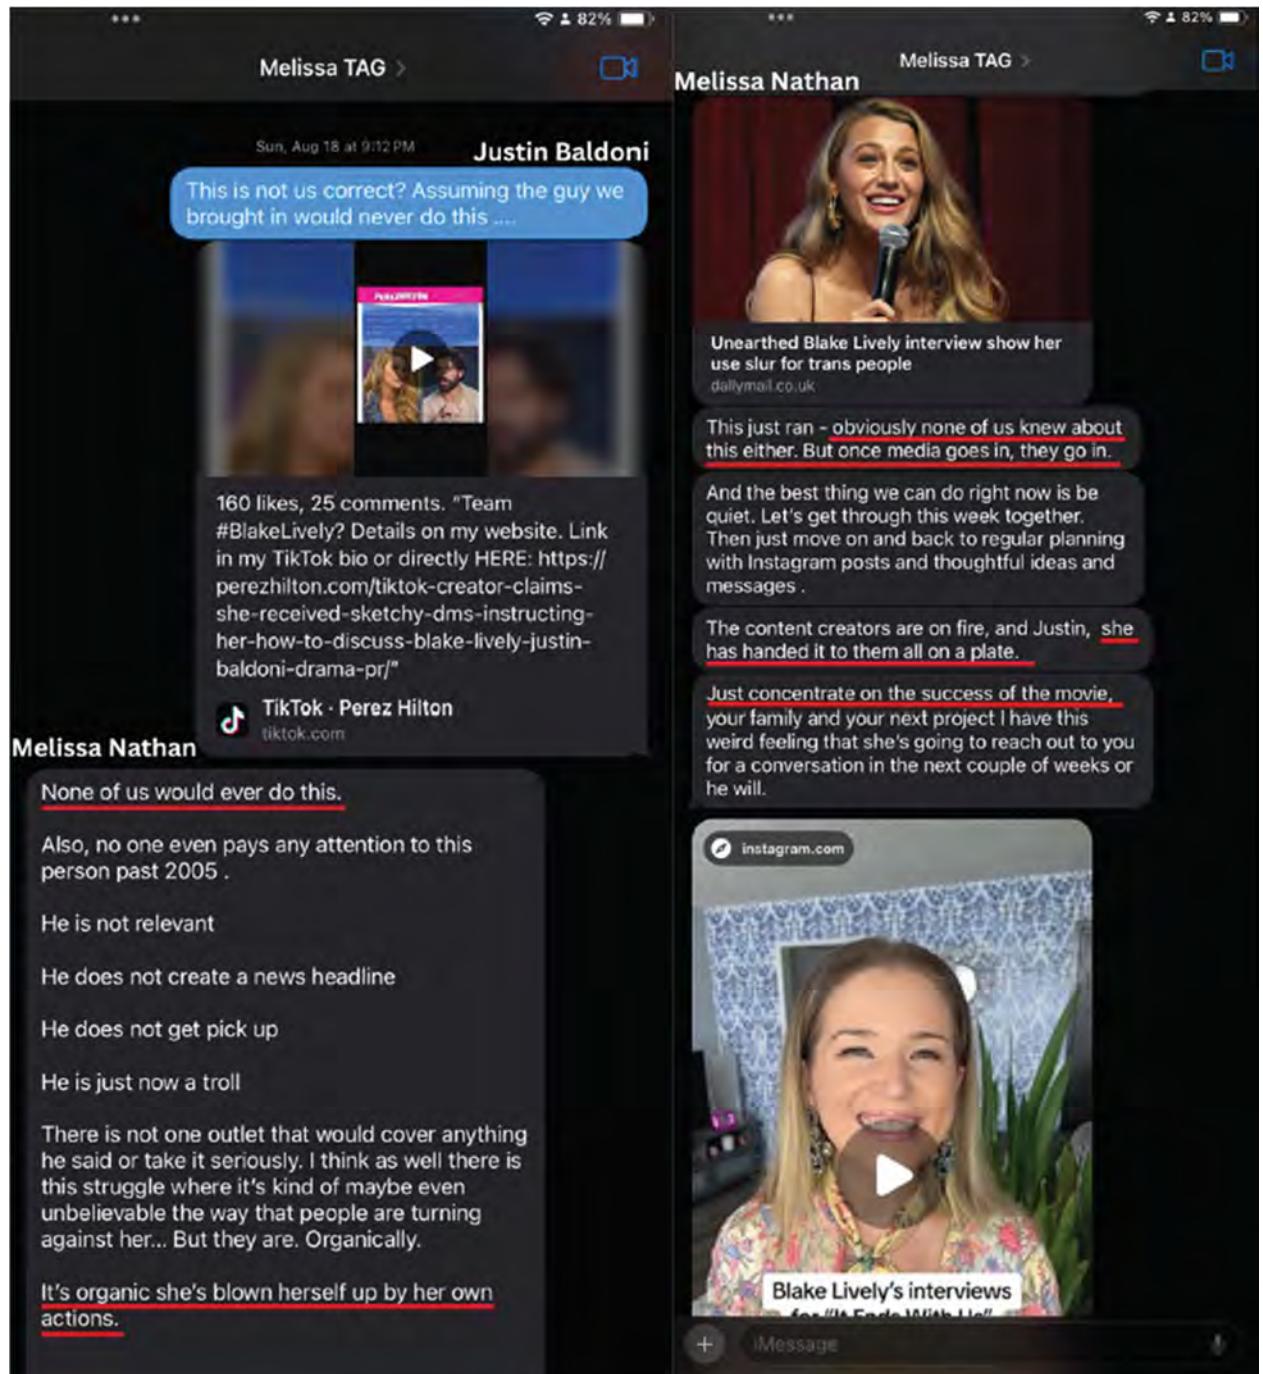 82%
Melissa TAG >
Sun, Aug 18 at 9:12 PM
Justin Baldoni
This is not us correct? Assuming the guy we
brought in would never do this ....
160 likes, 25 comments. "Team
#BlakeLively? Details on my website. Link
in my TikTok bio or directly HERE: https://
perezhilton.com/tiktok-creator-claims-
she-received-sketchy-dms-instructing-
her-how-to-discuss-blake-lively-justin-
baldoni-drama-pr/"
TikTok · Perez Hilton
tiktok.com
Melissa Nathan
None of us would ever do this.
Also, no one even pays any attention to this
person past 2005 .
He is not relevant
He does not create a news headline
He does not get pick up
He is just now a troll
There is not one outlet that would cover anything
he said or take it seriously. I think as well there is
this struggle where it's kind of maybe even
unbelievable the way that people are turning
against her... But they are. Organically.
It's organic she's blown herself up by her own
actions.
82%
Melissa TAG >
Melissa Nathan
Unearthed Blake Lively interview show her
use slur for trans people
dailymail.co.uk
This just ran - obviously none of us knew about
this either. But once media goes in, they go in.
And the best thing we can do right now is be
quiet. Let's get through this week together.
Then just move on and back to regular planning
with Instagram posts and thoughtful ideas and
messages .
The content creators are on fire, and Justin, she
has handed it to them all on a plate.
Just concentrate on the success of the movie,
your family and your next project I have this
weird feeling that she's going to reach out to you
for a conversation in the next couple of weeks or
he will.
instagram.com
Blake Lively's interviews
for "It Ends With Us"
iMessage